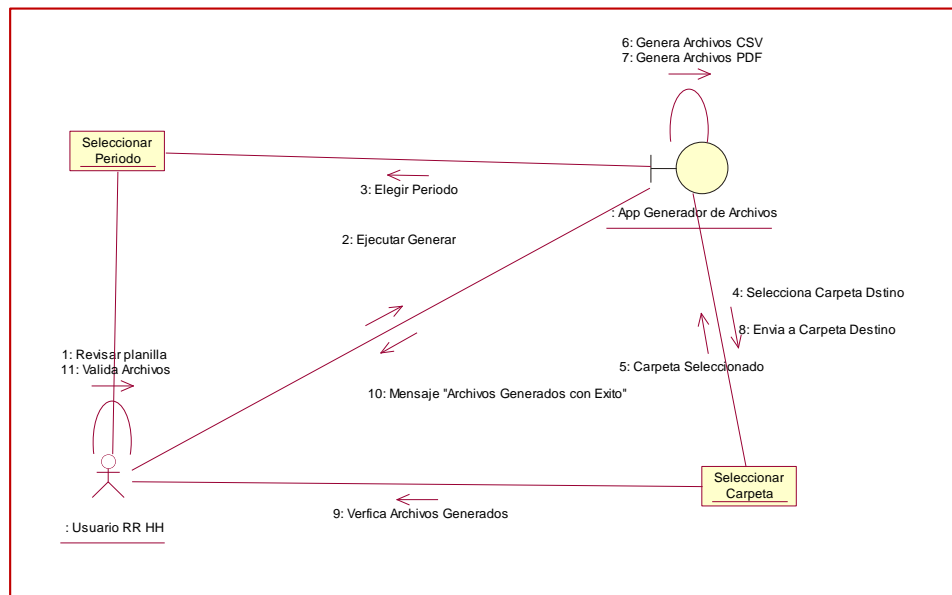 6: Genera Archivos CSV
7: Genera Archivos PDF
Seleccionar
Periodo
3: Elegir Periodo
: App Generador de Archivos
2: Ejecutar Generar
4: Selecciona Carpeta Dstino
8: Envia a Carpeta Destino
1: Revisar planilla
11: Valida Archivos
5: Carpeta Seleccionado
10: Mensaje "Archivos Generados con Exito"
Seleccionar
Carpeta
9: Verfica Archivos Generados
: Usuario RR HH